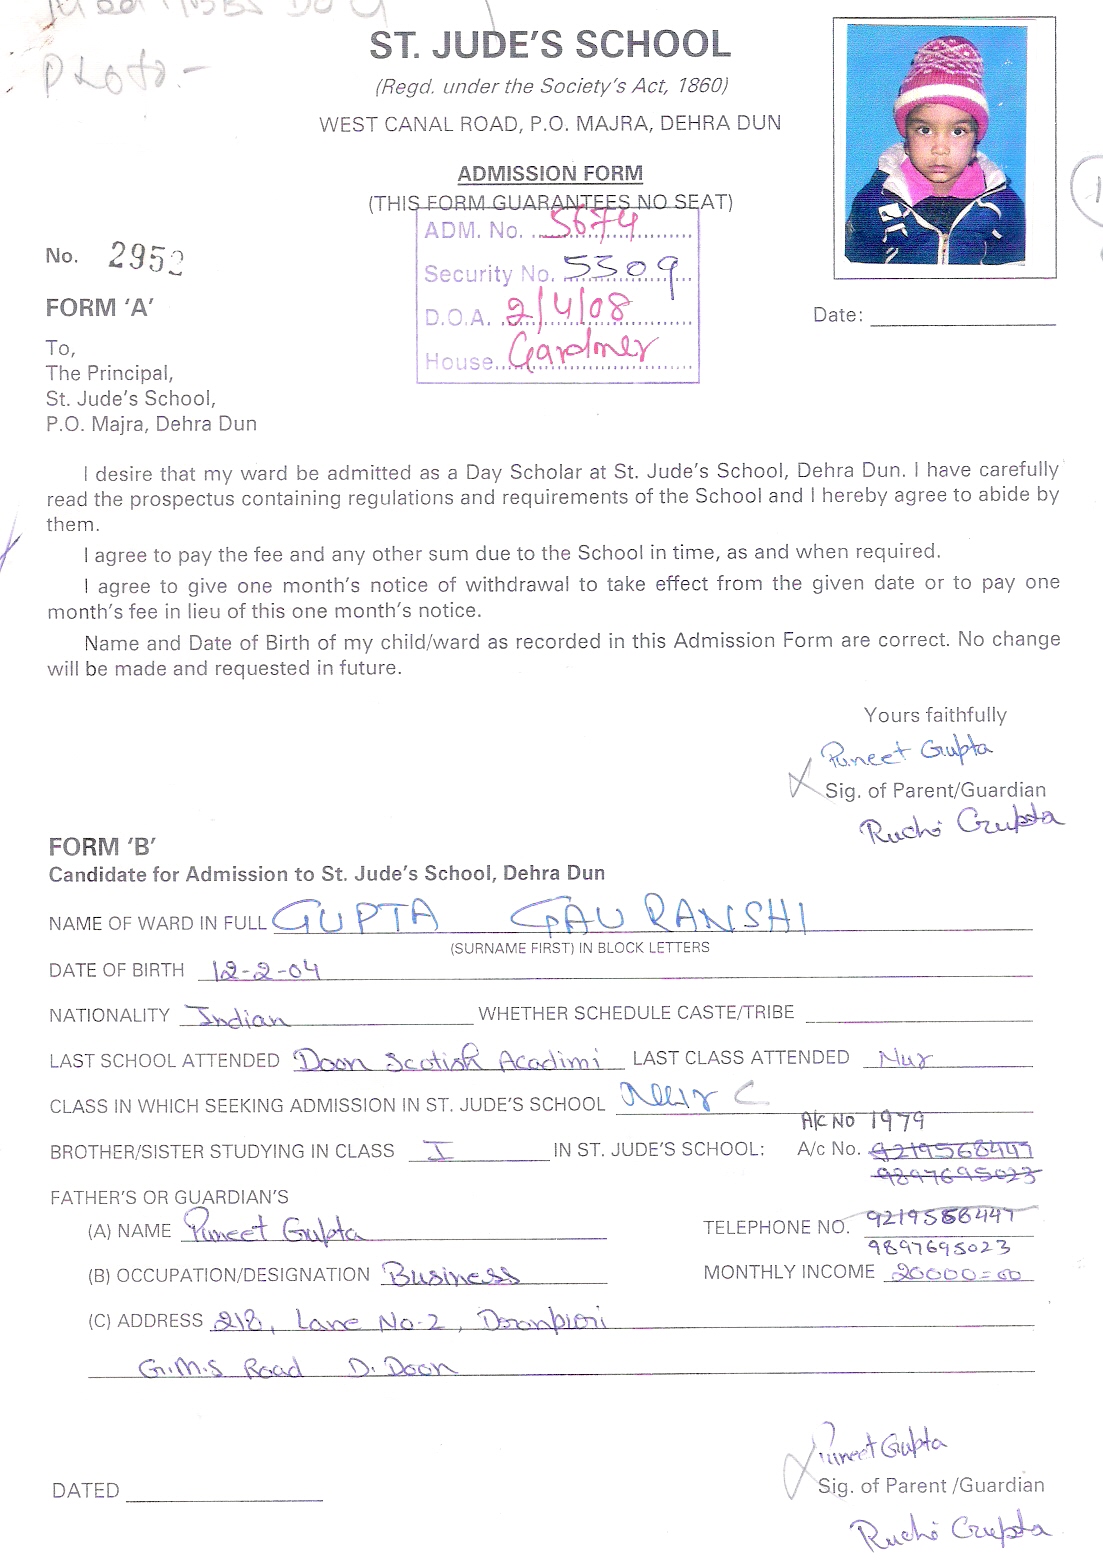 Photo.-
ST. JUDE'S SCHOOL
(Regd. under the Society's Act, 1860)
WEST CANAL ROAD, P.O. MAJRA, DEHRA DUN
ADMISSION FORM
(THIS FORM GUARANTEES NO SEAT)
ADM. No. 5674
No. 2952
Security No. 5309
D.O.A. 2/4/08
House Gardner
FORM 'A'
Date:
To,
The Principal,
St. Jude's School,
P.O. Majra, Dehra Dun
I desire that my ward be admitted as a Day Scholar at St. Jude's School, Dehra Dun. I have carefully
read the prospectus containing regulations and requirements of the School and I hereby agree to abide by
them.
I agree to pay the fee and any other sum due to the School in time, as and when required.
I agree to give one month's notice of withdrawal to take effect from the given date or to pay one
month's fee in lieu of this one month's notice.
Name and Date of Birth of my child/ward as recorded in this Admission Form are correct. No change
will be made and requested in future.
Yours faithfully
Puneet Gupta
Sig. of Parent/Guardian
Ruchi Gupta
FORM 'B'
Candidate for Admission to St. Jude's School, Dehra Dun
NAME OF WARD IN FULL GUPTA GAURANSHI
(SURNAME FIRST) IN BLOCK LETTERS
DATE OF BIRTH 12-2-04
NATIONALITY Indian WHETHER SCHEDULE CASTE/TRIBE
LAST SCHOOL ATTENDED Doon Scotish Acadimi LAST CLASS ATTENDED Nur
CLASS IN WHICH SEEKING ADMISSION IN ST. JUDE'S SCHOOL Nur C
A/C NO 1979
BROTHER/SISTER STUDYING IN CLASS I IN ST. JUDE'S SCHOOL: A/c No. 9219568447
9897695023
FATHER'S OR GUARDIAN'S
(A) NAME Puneet Gupta TELEPHONE NO. 9219568447
9897695023
(B) OCCUPATION/DESIGNATION Business MONTHLY INCOME 20000=00
(C) ADDRESS 218, Lane No-2,
G.M.S Road D. Doon
Puneet Gupta
DATED Sig. of Parent /Guardian
Ruchi Gupta